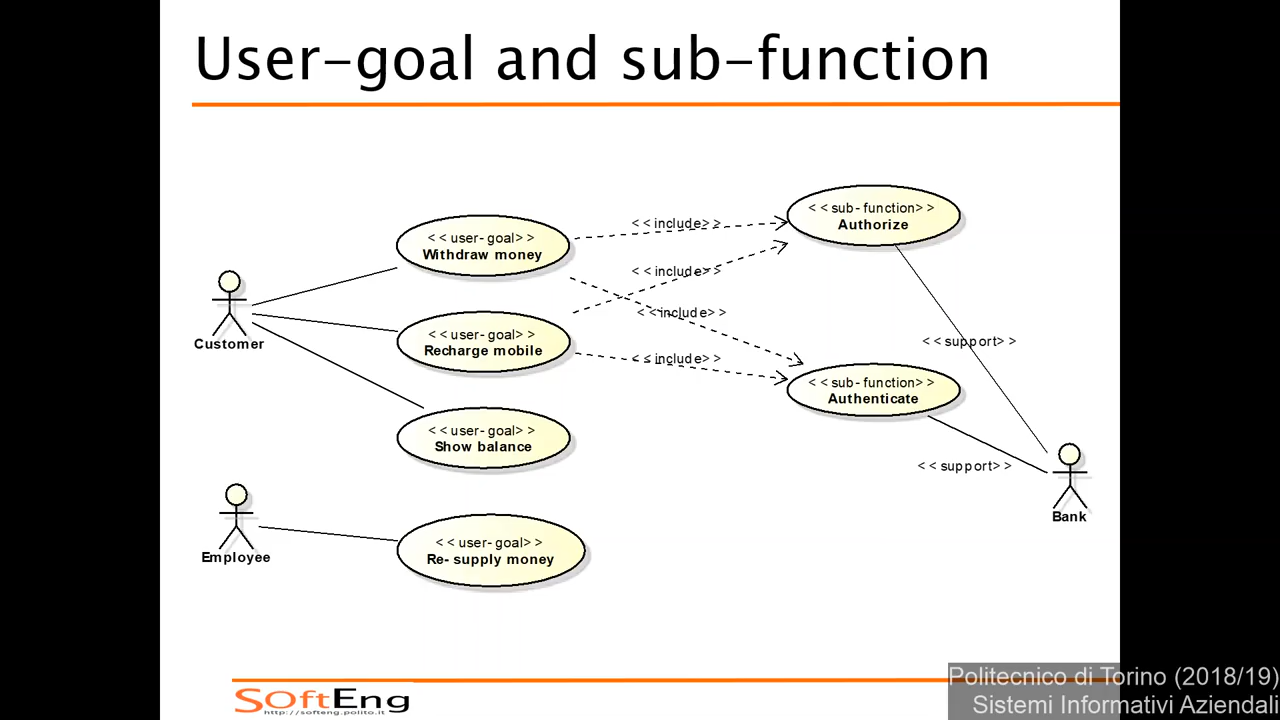 User-goal and sub-function
< < sub- function> >
Authorize
< < include> >
< < user- goal> >
Withdraw money
< < include> >
< < include> >
< < user- goal> >
Recharge mobile
Customer
< < support> >
< < include> >
< < sub- function> >
Authenticate
< < user- goal> >
Show balance
< < support> >
Bank
< < user- goal> >
Re- supply money
Employee
SoftEng
http://softeng.polito.it
Politecnico di Torino (2018/19)
Sistemi Informativi Aziendali